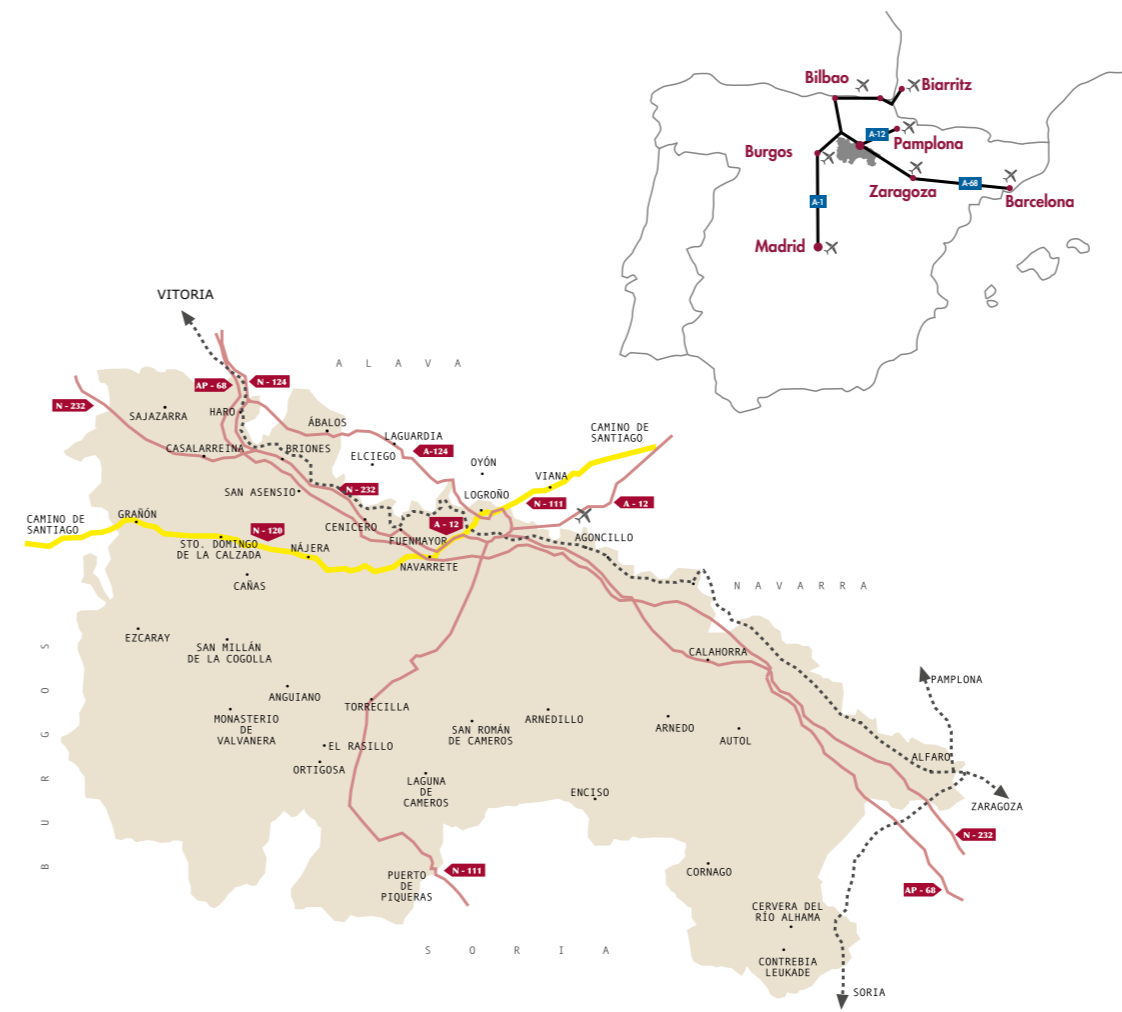 Bilbao
Biarritz
A-12
Pamplona
Burgos
Zaragoza
A-68
Barcelona
A-1
Madrid
VITORIA
A L A V A
N - 124
AP - 68
N - 232
SAJAZARRA
HARO
ÁBALOS
LAGUARDIA
A-124
CAMINO DE
SANTIAGO
CASALARREINA
BRIONES
ELCIEGO
OYÓN
VIANA
SAN ASENSIO
N - 232
LOGROÑO
N - 111
A - 12
GRAÑÓN
CAMINO DE
SANTIAGO
N - 120
CENICERO
A - 12
STO. DOMINGO
DE LA CALZADA
NÁJERA
FUENMAYOR
AGONCILLO
NAVARRETE
CAÑAS
N A V A R R A
EZCARAY
SAN MILLÁN
DE LA COGOLLA
CALAHORRA
B U R G O S
PAMPLONA
ANGUIANO
TORRECILLA
MONASTERIO
DE
VALVANERA
SAN ROMÁN
DE CAMEROS
ARNEDILLO
ARNEDO
AUTOL
EL RASILLO
ALFARO
ORTIGOSA
LAGUNA
DE
CAMEROS
ENCISO
ZARAGOZA
N - 232
PUERTO
DE
PIQUERAS
N - 111
CORNAGO
AP - 68
CERVERA DEL
RÍO ALHAMA
S O R I A
CONTREBIA
LEUKADE
SORIA